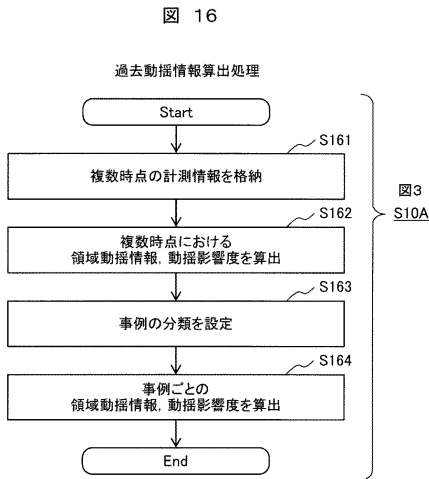 図 16
過去動揺情報算出処理
Start
S161
複数時点の計測情報を格納
S162
複数時点における
領域動揺情報, 動揺影響度を算出
S163
事例の分類を設定
S164
事例ごとの
領域動揺情報, 動揺影響度を算出
End
図3
S10A